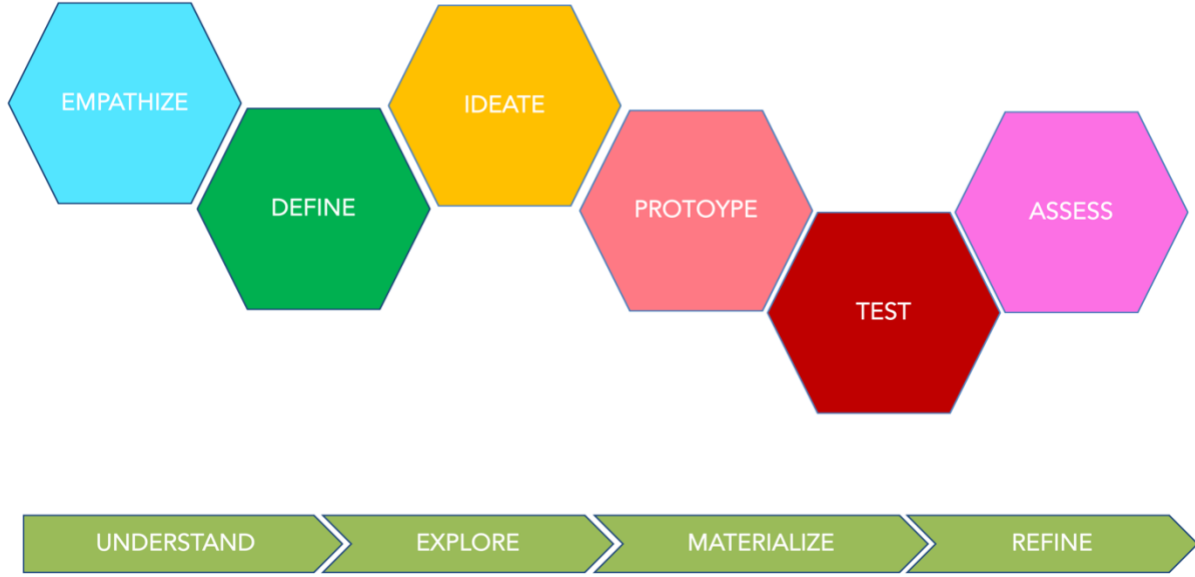 EMPATHIZE
IDEATE
DEFINE
PROTOYPE
ASSESS
TEST
UNDERSTAND
EXPLORE
MATERIALIZE
REFINE